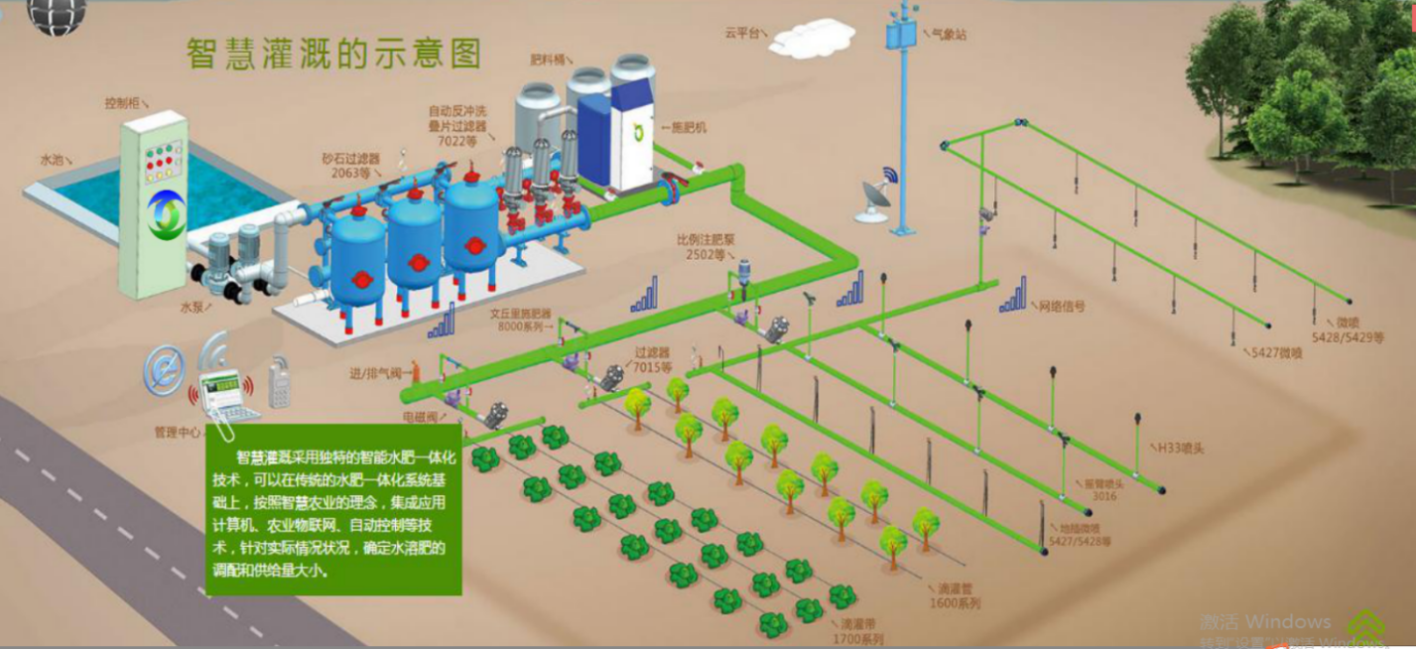 智慧灌溉的示意图
云平台
气象站
肥料桶
控制柜
自动反冲洗
叠片过滤器
7022等
施肥机
水池
砂石过滤器
2063等
比例注肥泵
2502等
水泵
文丘里施肥器
8000系列
网络信号
微喷
5428/5429等
5427微喷
过滤器
7015等
进/排气阀
电磁阀
管理中心
智慧灌溉采用独特的智能水肥一体化
技术，可以在传统的水肥一体化系统基
础上，按照智慧农业的理念，集成应用
计算机、农业物联网、自动控制等技
术，针对实际情况状况，确定水溶肥的
调配和供给量大小。
H33喷头
摇臂喷头
3016
地插微喷
5427/5428等
滴灌管
1600系列
滴灌带
1700系列
激活 Windows
转到"设置"以激活 Windows。